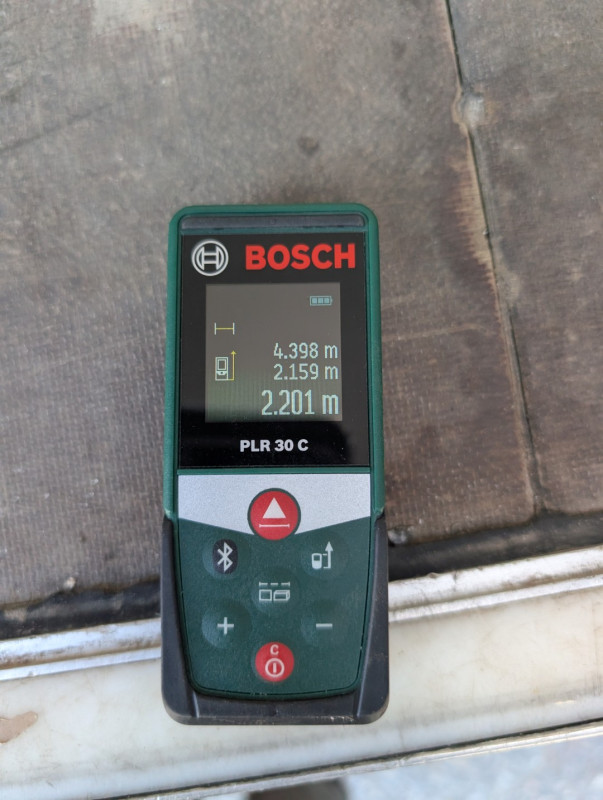 BOSCH
4.398 m
2.159 m
2.201 m
PLR 30 C
+ −
C